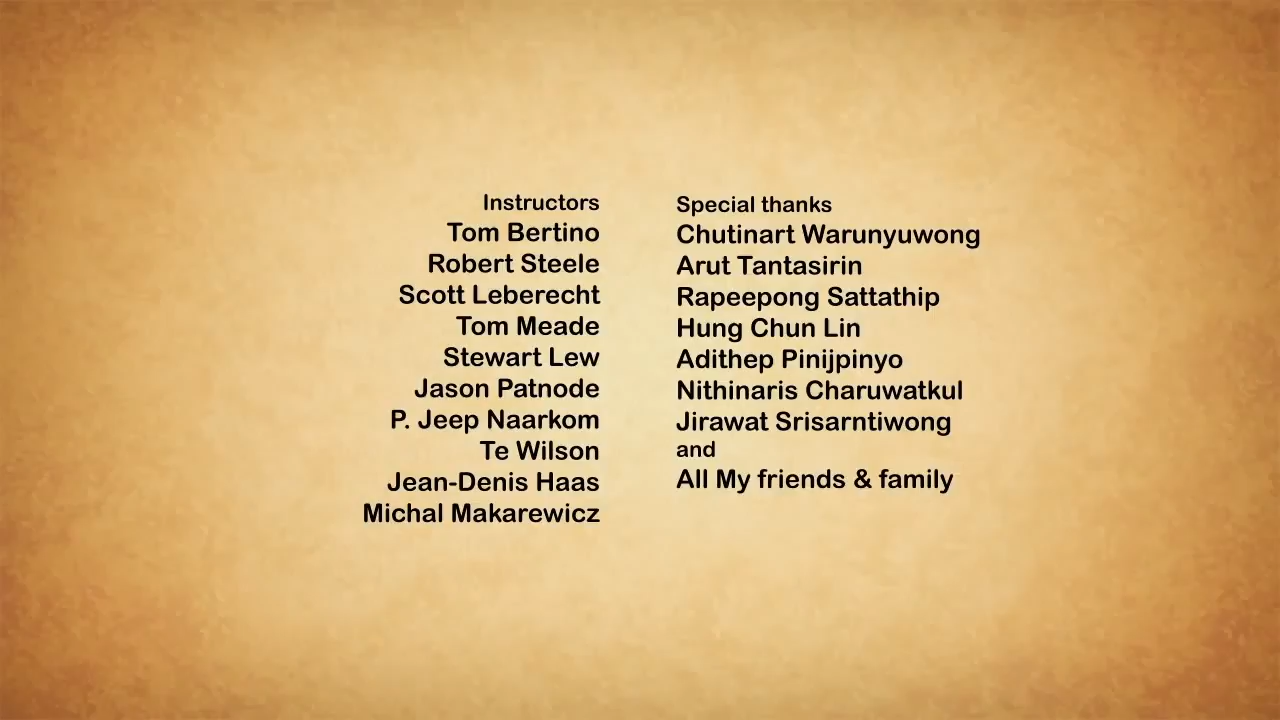 Instructors
Tom Bertino
Robert Steele
Scott Leberecht
Tom Meade
Stewart Lew
Jason Patnode
P. Jeep Naarkom
Te Wilson
Jean-Denis Haas
Michal Makarewicz
Special thanks
Chutinart Warunyuwong
Arut Tantasirin
Rapeepong Sattathip
Hung Chun Lin
Adithep Pinijpinyo
Nithinaris Charuwatkul
Jirawat Srisarntiwong
and
All My friends & family